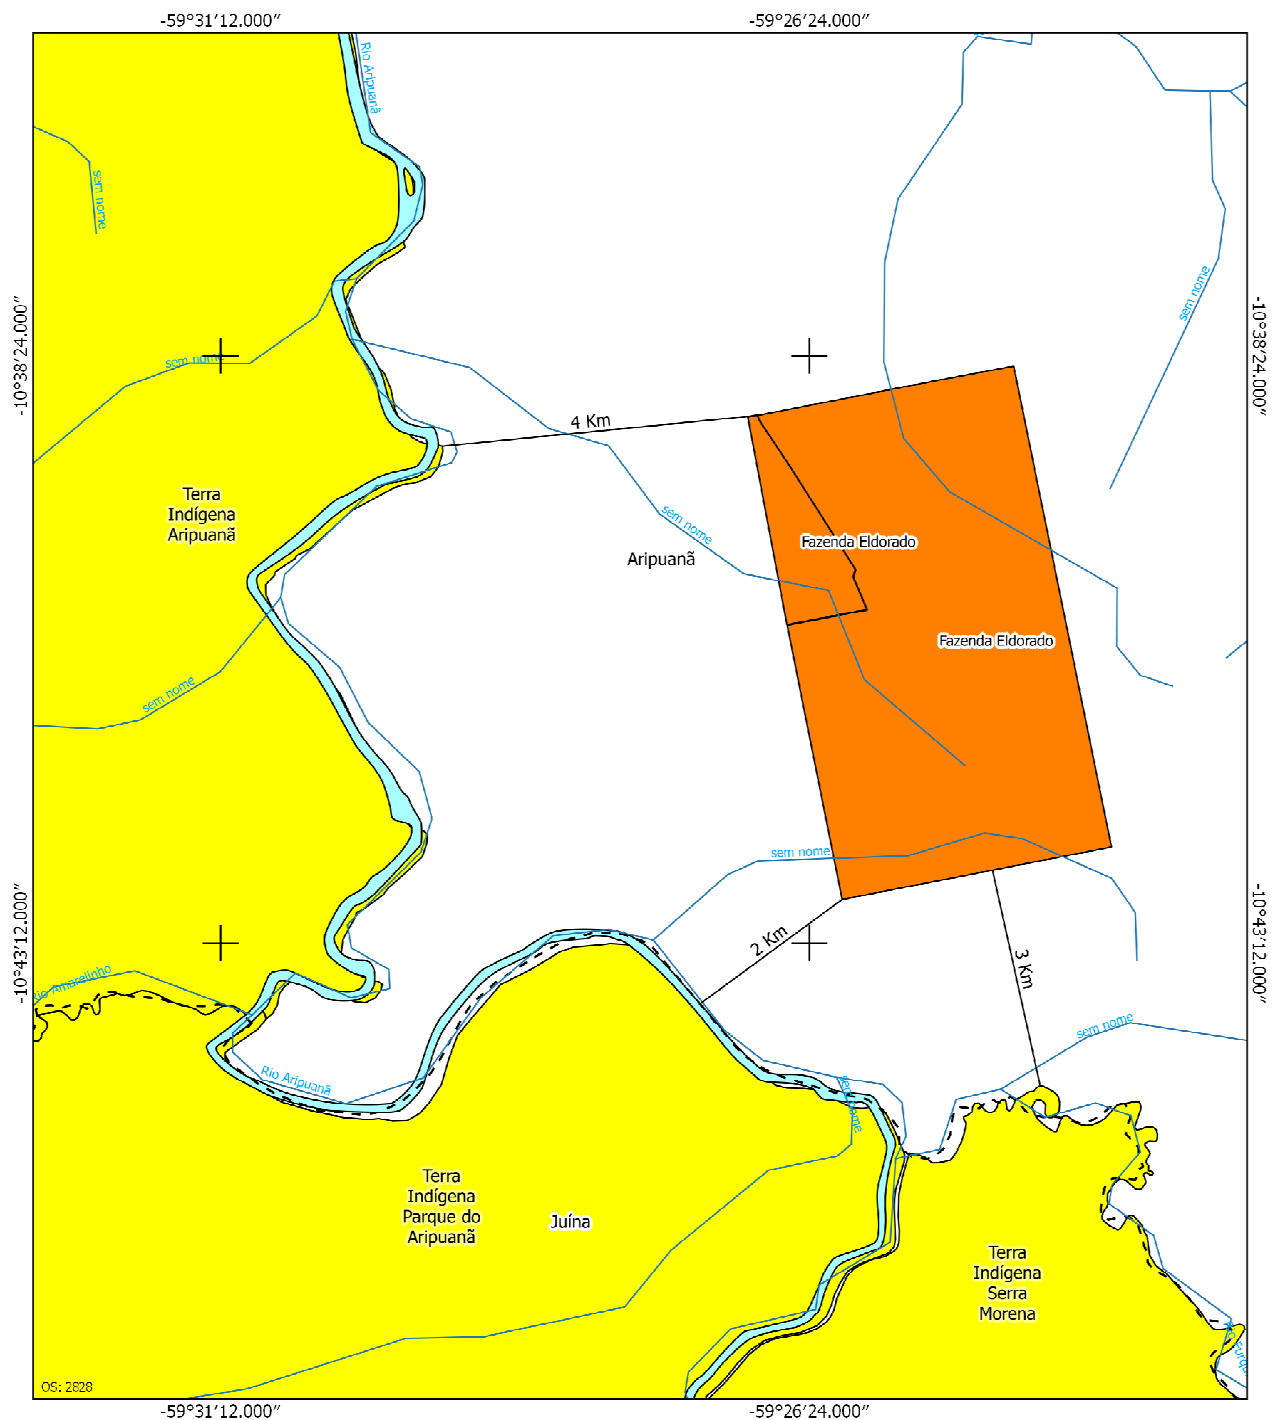 -59°31′12.000″
-59°26′24.000″
Rio Aripuanã
sem nome
sem nome
-10°38′24.000″
-10°38′24.000″
sem nome
4 Km
Terra
Indígena
Aripuanã
sem nome
Fazenda Eldorado
Aripuanã
Fazenda Eldorado
sem nome
sem nome
-10°43′12.000″
-10°43′12.000″
2 Km
3 Km
Rio Amarelinho
sem nome
Rio Aripuanã
sem nome
Terra
Indígena
Parque do
Aripuanã
Juína
Terra
Indígena
Serra
Morena
OS: 2828
-59°31′12.000″
-59°26′24.000″